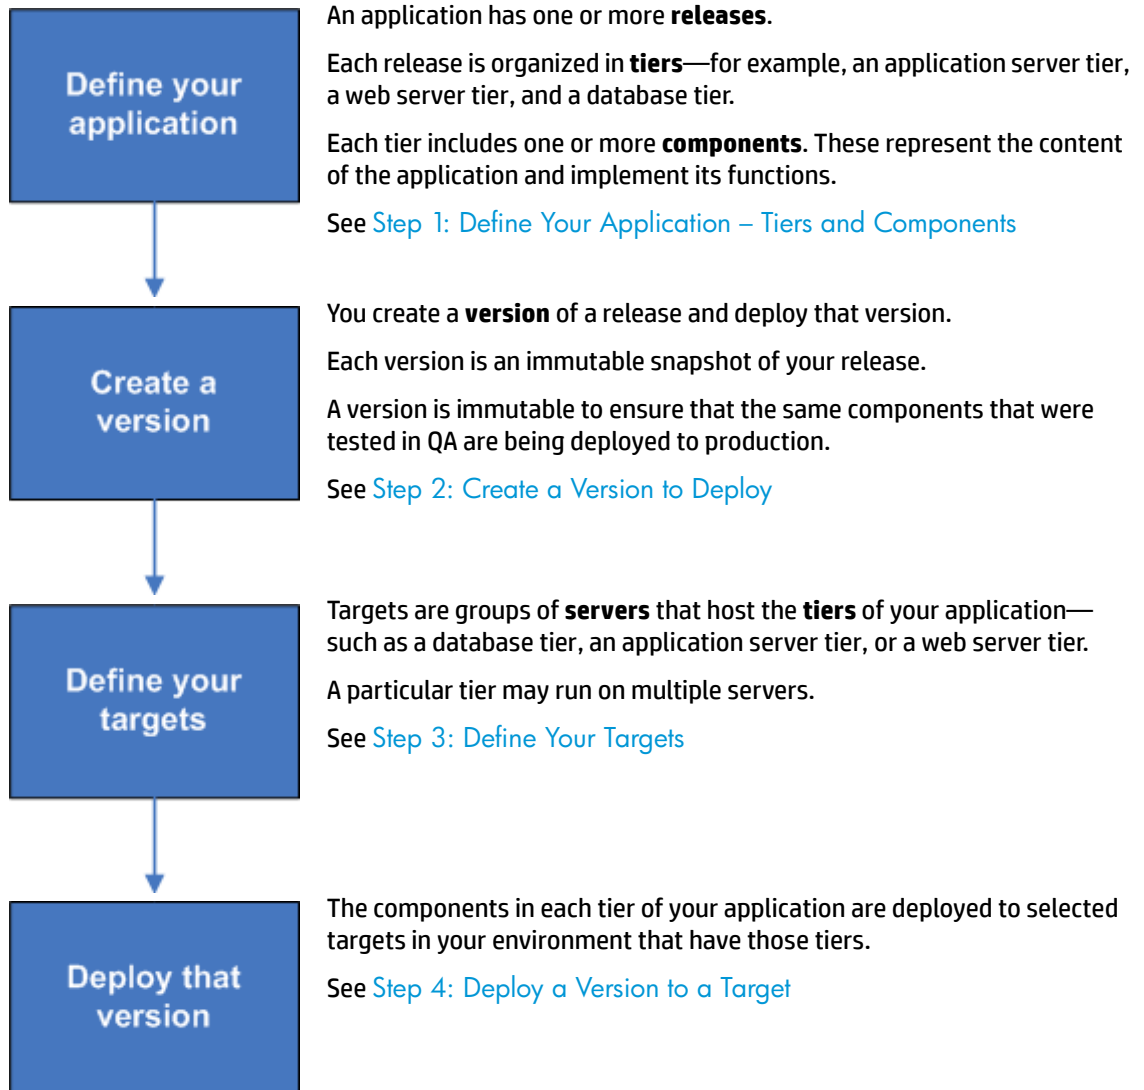 Define your
application
An application has one or more releases.
Each release is organized in tiers—for example, an application server tier,
a web server tier, and a database tier.
Each tier includes one or more components. These represent the content
of the application and implement its functions.
See Step 1: Define Your Application – Tiers and Components
Create a
version
You create a version of a release and deploy that version.
Each version is an immutable snapshot of your release.
A version is immutable to ensure that the same components that were
tested in QA are being deployed to production.
See Step 2: Create a Version to Deploy
Define your
targets
Targets are groups of servers that host the tiers of your application—
such as a database tier, an application server tier, or a web server tier.
A particular tier may run on multiple servers.
See Step 3: Define Your Targets
Deploy that
version
The components in each tier of your application are deployed to selected
targets in your environment that have those tiers.
See Step 4: Deploy a Version to a Target